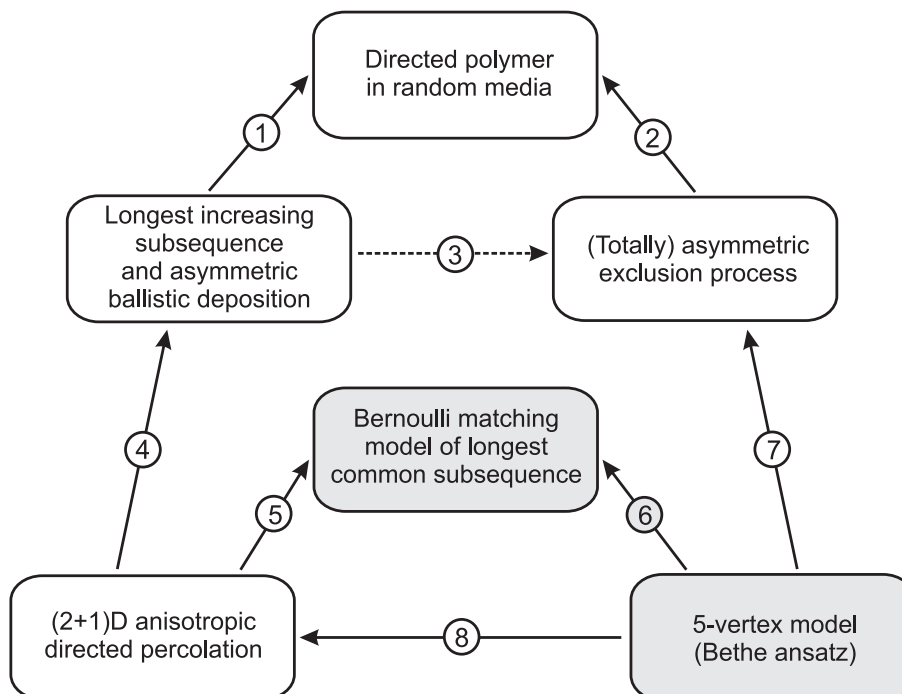 Directed polymer
in random media
1
2
Longest increasing
subsequence
and asymmetric
ballistic deposition
3
(Totally) asymmetric
exclusion process
4
Bernoulli matching
model of longest
common subsequence
7
5
6
(2+1)D anisotropic
directed percolation
8
5-vertex model
(Bethe ansatz)